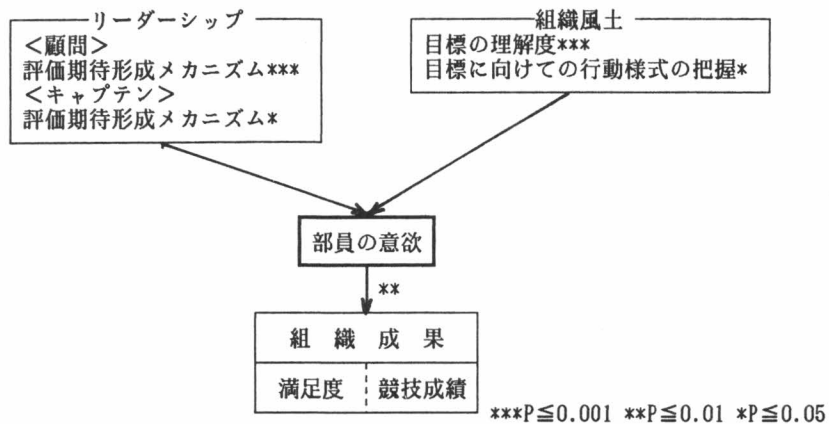 リーダーシップ
<顧問>
評価期待形成メカニズム***
<キャプテン>
評価期待形成メカニズム*
組織風土
目標の理解度***
目標に向けての行動様式の把握*
部員の意欲
**
組織成果
満足度 競技成績
***P≦0.001 **P≦0.01 *P≦0.05